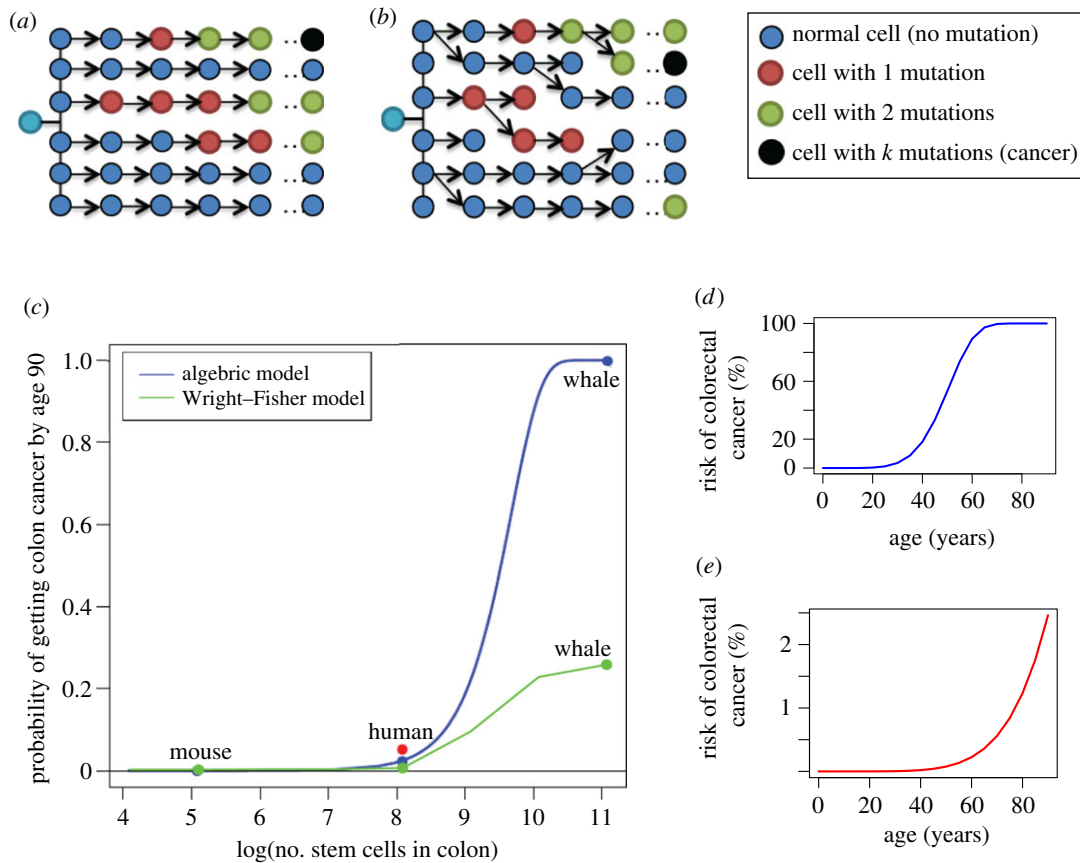 (a)
(b)
normal cell (no mutation)
cell with 1 mutation
cell with 2 mutations
cell with k mutations (cancer)
(c)
probability of getting colon cancer by age 90
1.0
0.8
0.6
0.4
0.2
0
algebric model
Wright–Fisher model
whale
whale
human
mouse
4 5 6 7 8 9 10 11
log(no. stem cells in colon)
(d)
risk of colorectal
cancer (%)
100
60
20
0
0 20 40 60 80
age (years)
(e)
risk of colorectal
cancer (%)
2
1
0 20 40 60 80
age (years)